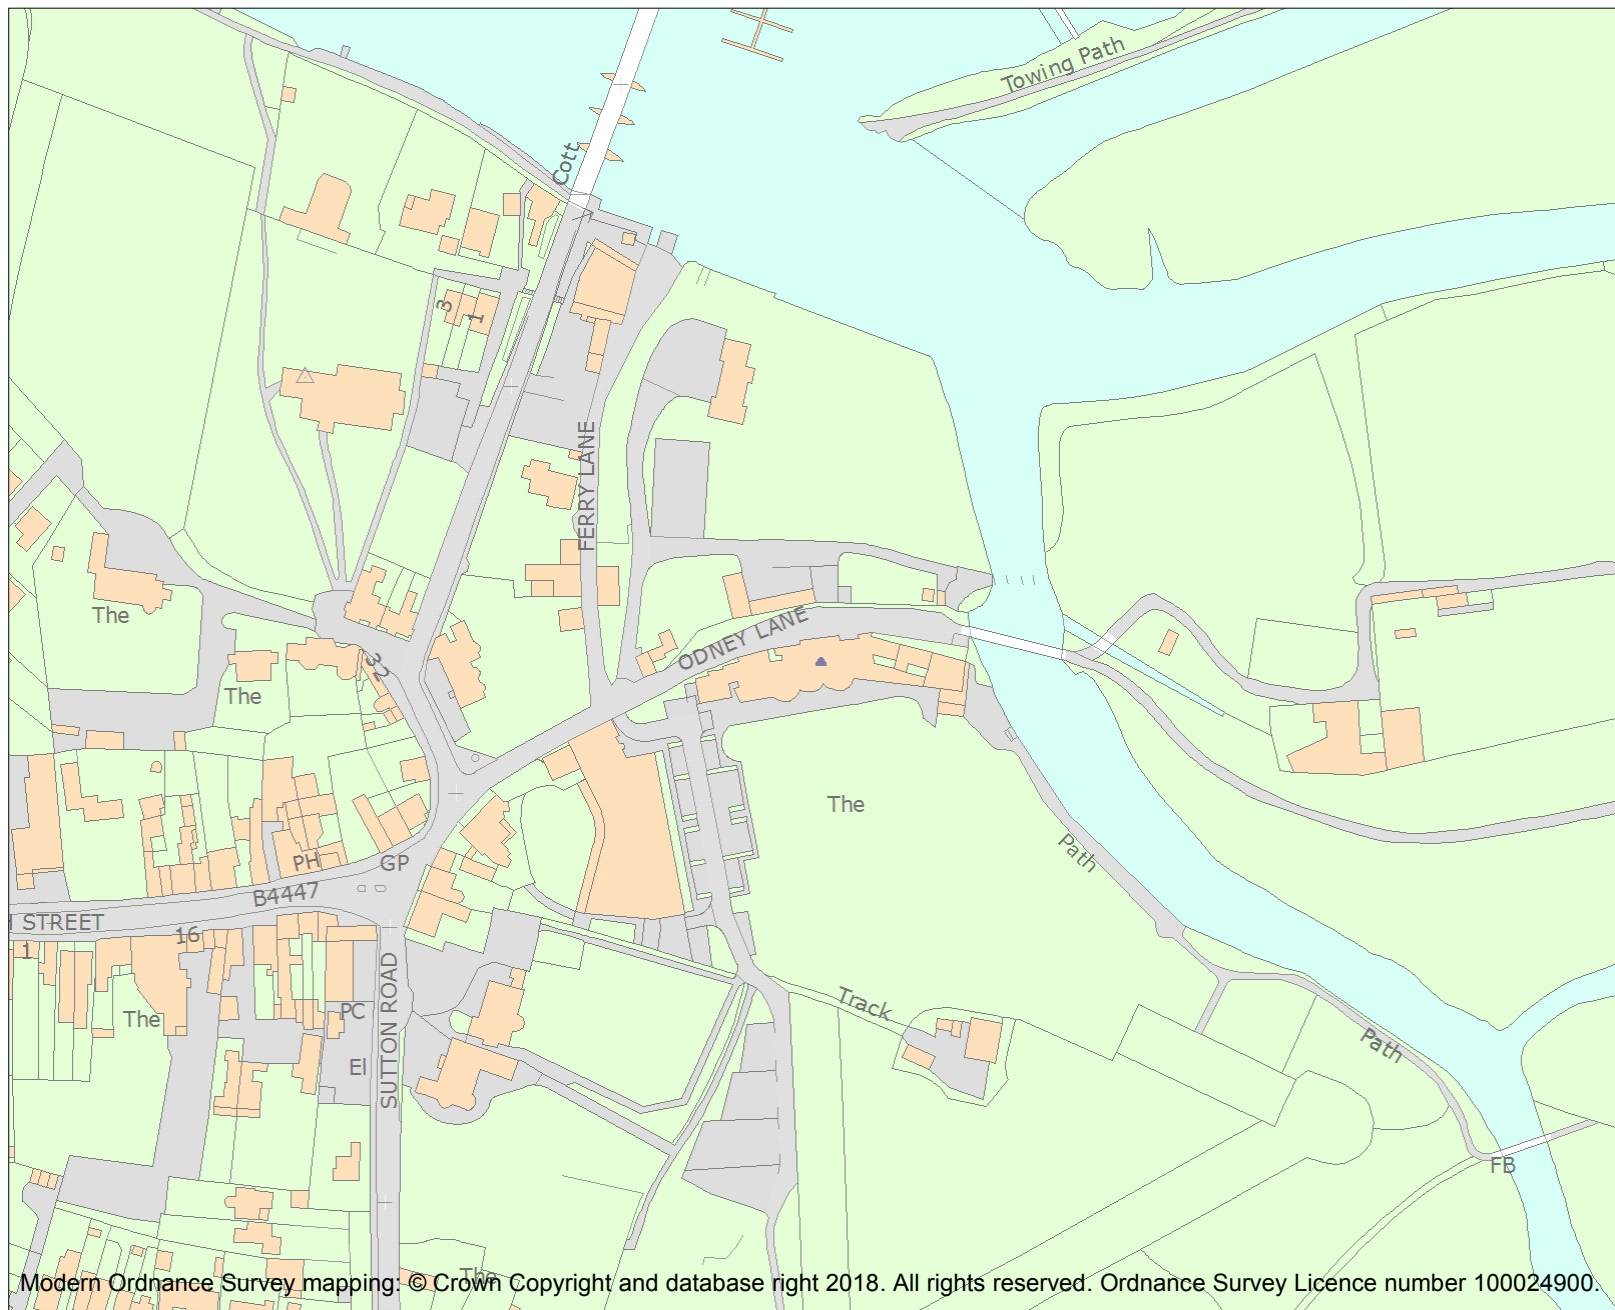 Towing Path
Cott
3
1
FERRY LANE
The
ODNEY LANE
32
The
The
Path
PH
GP
B4447
H STREET
16
1
SUTTON ROAD
Track
PC
The
Path
El
FB
The
Modern Ordnance Survey mapping: © Crown Copyright and database right 2018. All rights reserved. Ordnance Survey Licence number 100024900.